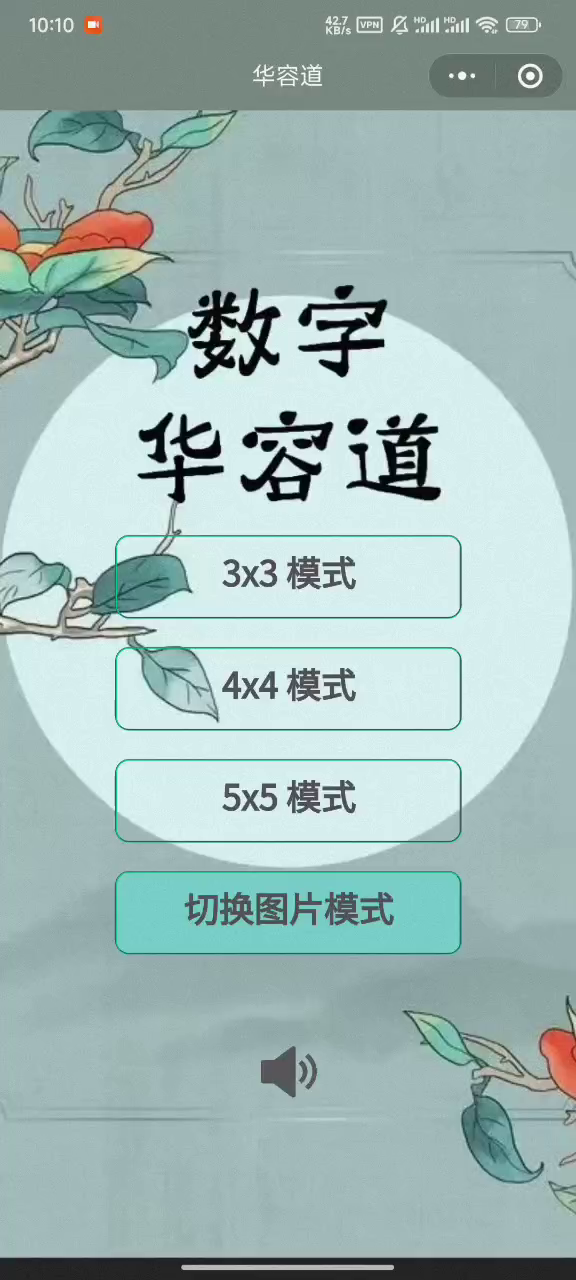 10:10
42.7 KB/s VPN HD HD 79
华容道
数字
华容道
3x3 模式
4x4 模式
5x5 模式
切换图片模式